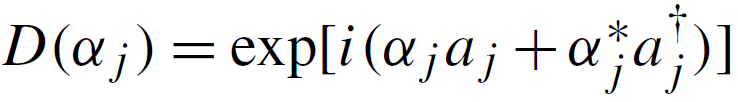 D(α_j) = exp[i(α_j a_j + α_j^* a_j^†)]